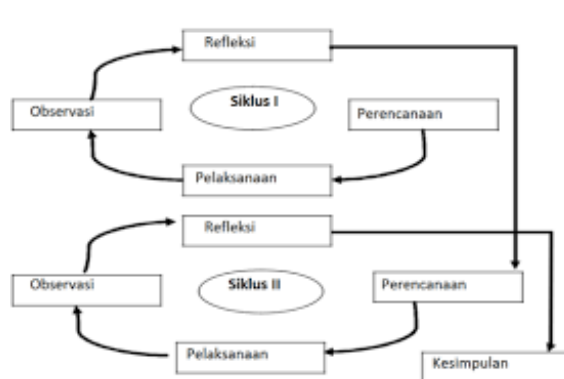 Refleksi
Siklus I
Observasi
Perencanaan
Pelaksanaan
Refleksi
Siklus II
Observasi
Perencanaan
Pelaksanaan
Kesimpulan